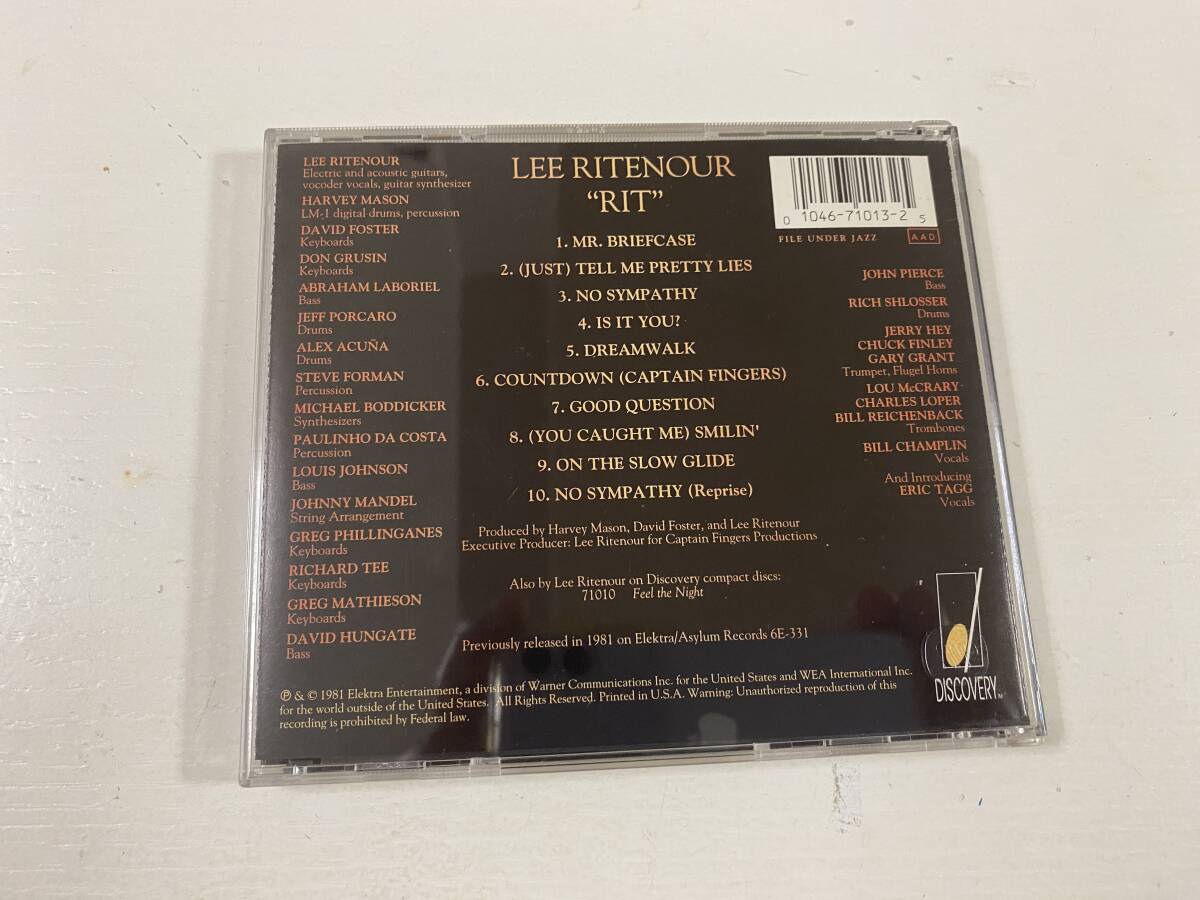 LEE RITENOUR
Electric and acoustic guitars,
vocoder vocals, guitar synthesizer
HARVEY MASON
LM-1 digital drums, percussion
DAVID FOSTER
Keyboards
DON GRUSIN
Keyboards
ABRAHAM LABORIEL
Bass
JEFF PORCARO
Drums
ALEX ACUÑA
Drums
STEVE FORMAN
Percussion
MICHAEL BODDICKER
Synthesizers
PAULINHO DA COSTA
Percussion
LOUIS JOHNSON
Bass
JOHNNY MANDEL
String Arrangement
GREG PHILLINGANES
Keyboards
RICHARD TEE
Keyboards
GREG MATHIESON
Keyboards
DAVID HUNGATE
Bass
LEE RITENOUR
"RIT"
1. MR. BRIEFCASE
2. (JUST) TELL ME PRETTY LIES
3. NO SYMPATHY
4. IS IT YOU?
5. DREAMWALK
6. COUNTDOWN (CAPTAIN FINGERS)
7. GOOD QUESTION
8. (YOU CAUGHT ME) SMILIN'
9. ON THE SLOW GLIDE
10. NO SYMPATHY (Reprise)
Produced by Harvey Mason, David Foster, and Lee Ritenour
Executive Producer: Lee Ritenour for Captain Fingers Productions
Also by Lee Ritenour on Discovery compact discs:
71010 Feel the Night
Previously released in 1981 on Elektra/Asylum Records 6E-331
0 1046-71013-2 5
FILE UNDER JAZZ AAD
JOHN PIERCE
Bass
RICH SHLOSSER
Drums
JERRY HEY
CHUCK FINLEY
GARY GRANT
Trumpet, Flugel Horns
LOU McCRARY
CHARLES LOPER
BILL REICHENBACK
Trombones
BILL CHAMPLIN
Vocals
And Introducing
ERIC TAGG
Vocals
DISCOVERY™
℗ & © 1981 Elektra Entertainment, a division of Warner Communications Inc. for the United States and WEA International Inc.
for the world outside of the United States. All Rights Reserved. Printed in U.S.A. Warning: Unauthorized reproduction of this
recording is prohibited by Federal law.